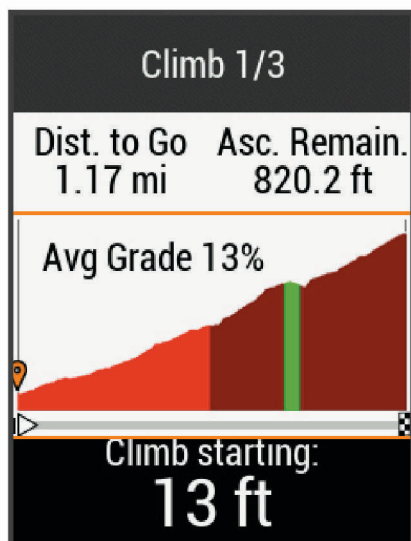 Climb 1/3
Dist. to Go Asc. Remain.
1.17 mi 820.2 ft
Avg Grade 13%
Climb starting:
13 ft